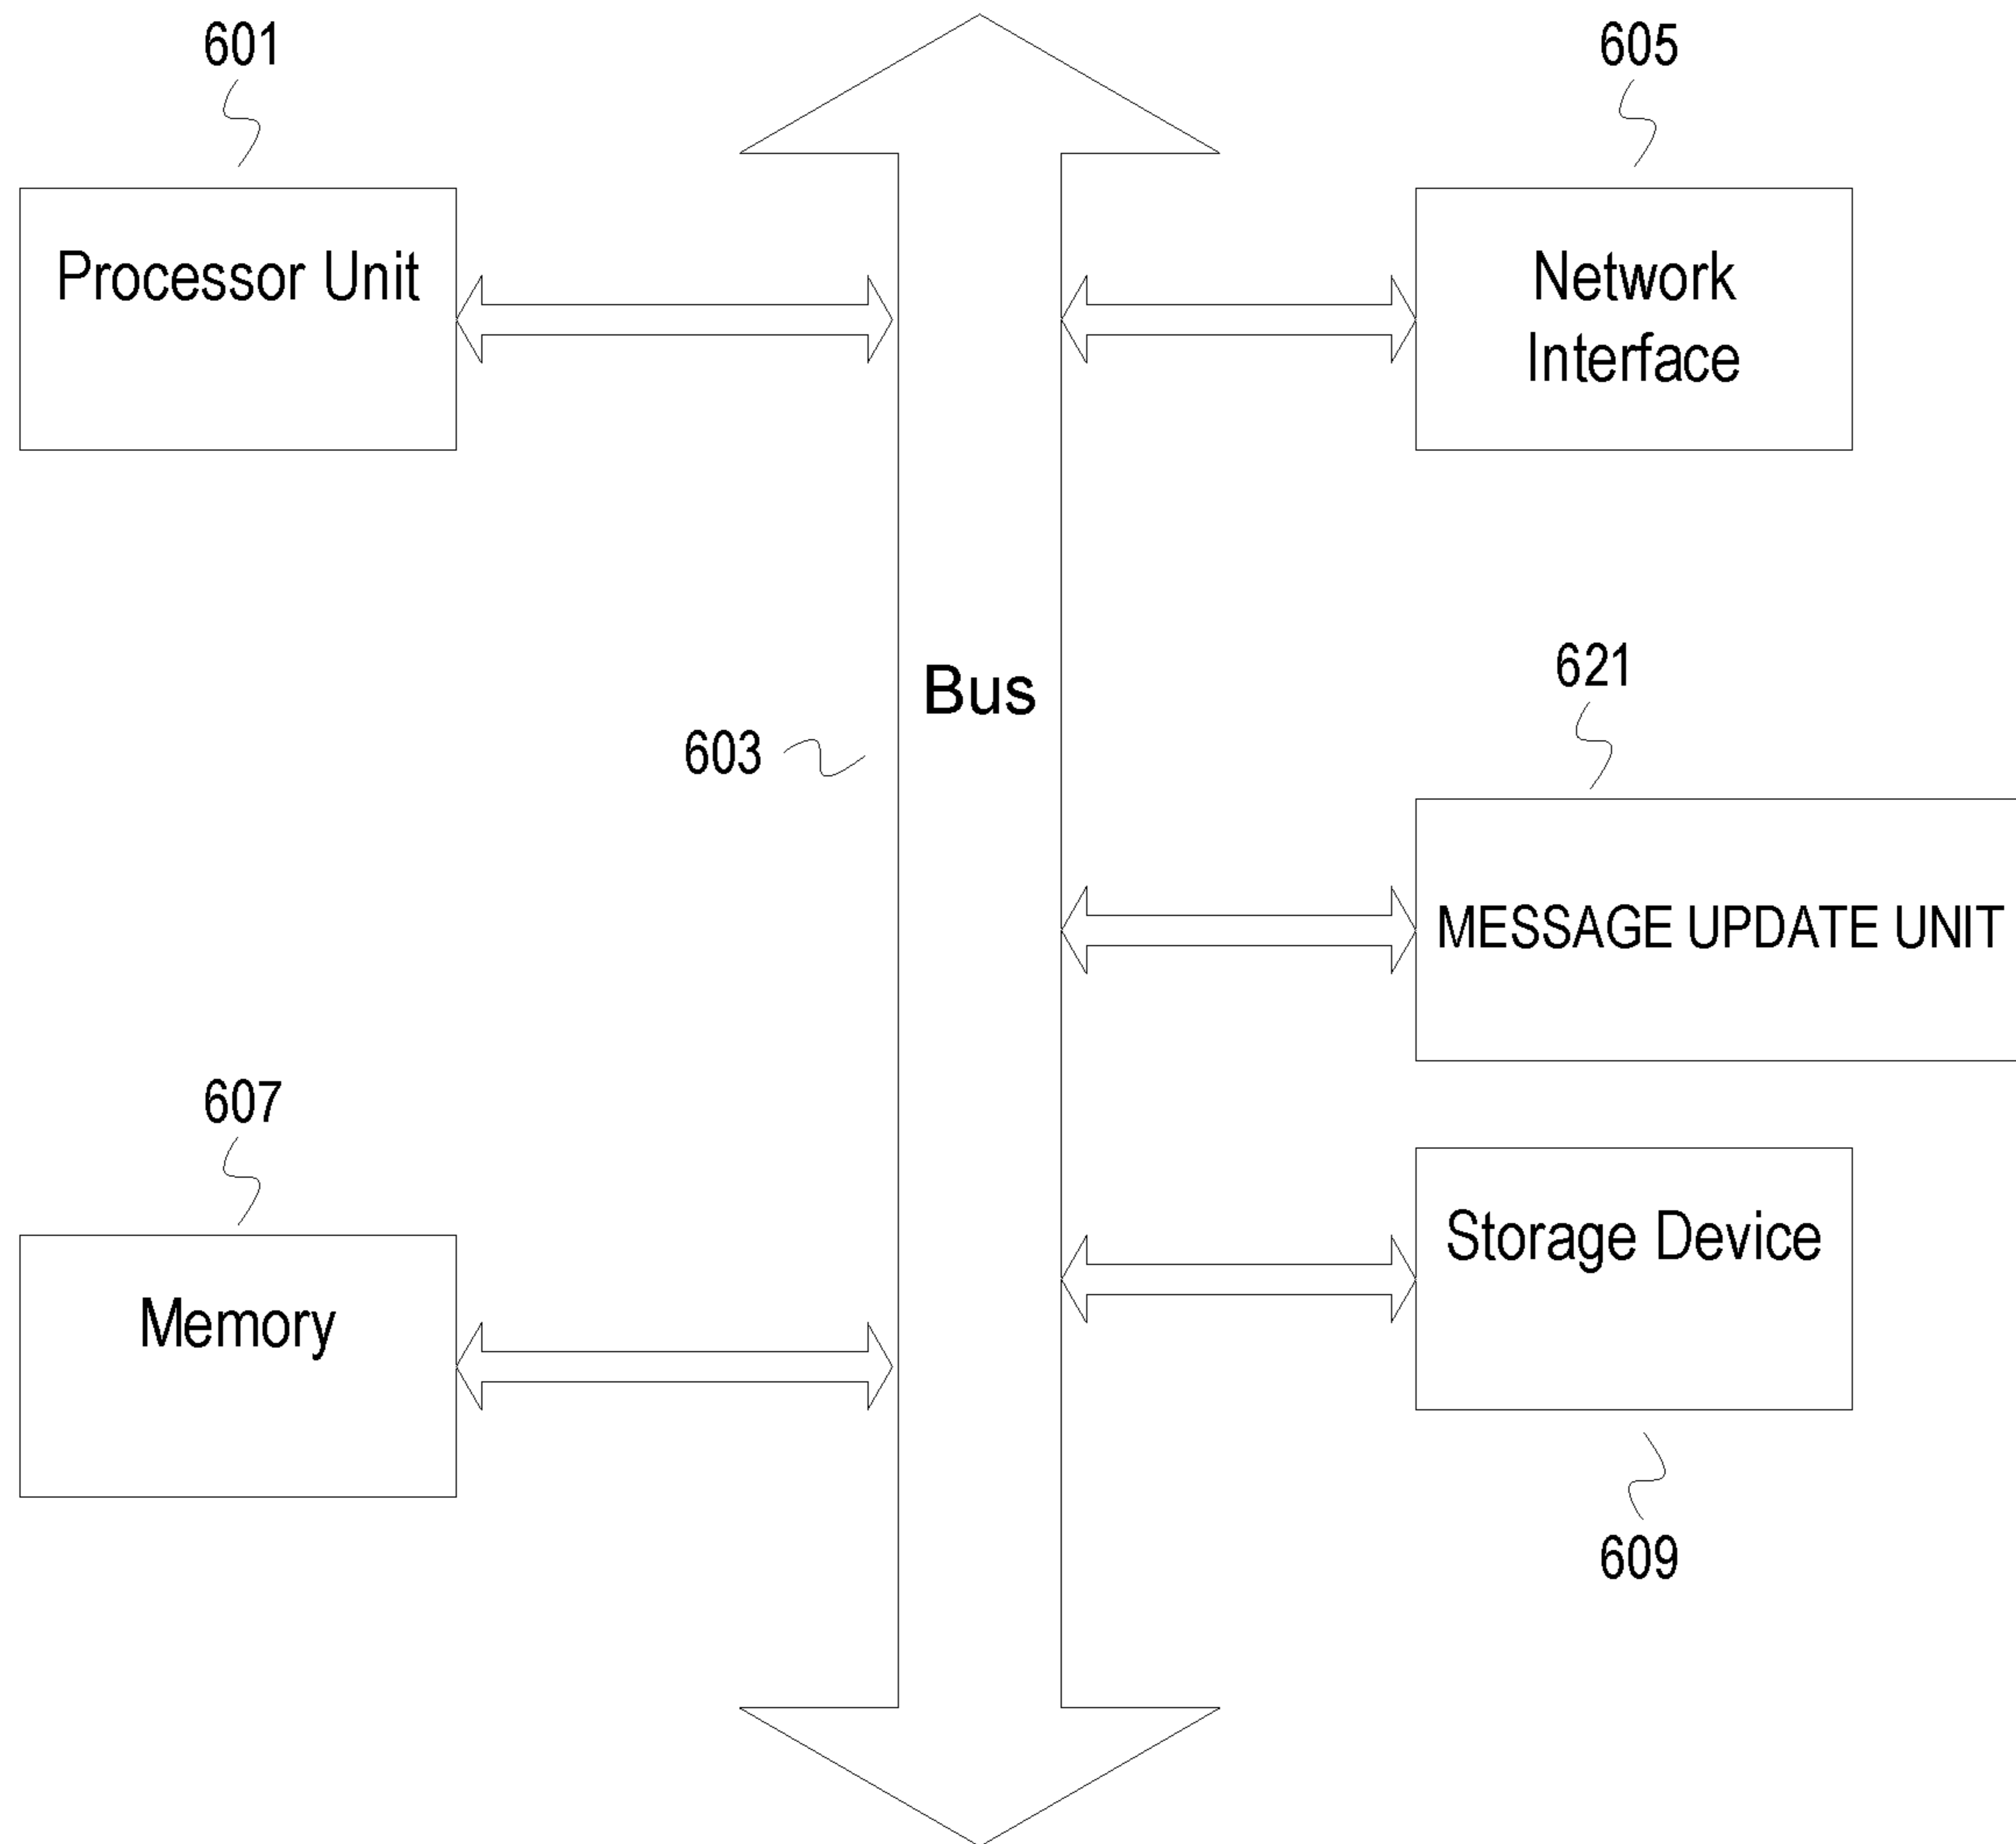 601
605
Processor Unit
Network
Interface
621
Bus
603
MESSAGE UPDATE UNIT
607
Storage Device
Memory
609